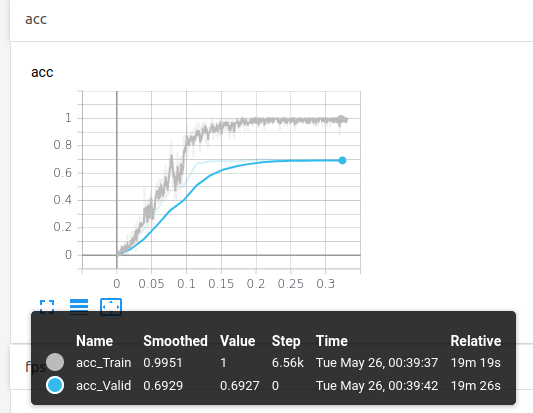 acc
acc
1
0.8
0.6
0.4
0.2
0
0 0.05 0.1 0.15 0.2 0.25 0.3
fps
Name Smoothed Value Step Time Relative
acc_Train 0.9951 1 6.56k Tue May 26, 00:39:37 19m 19s
acc_Valid 0.6929 0.6927 0 Tue May 26, 00:39:42 19m 26s